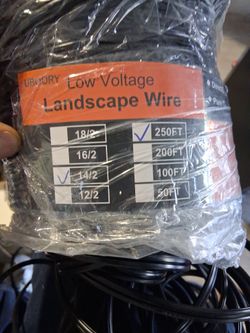 Low Voltage
Landscape Wire
18/2 ✓ 250FT
16/2 200FT
✓ 14/2 100FT
12/2 50FT